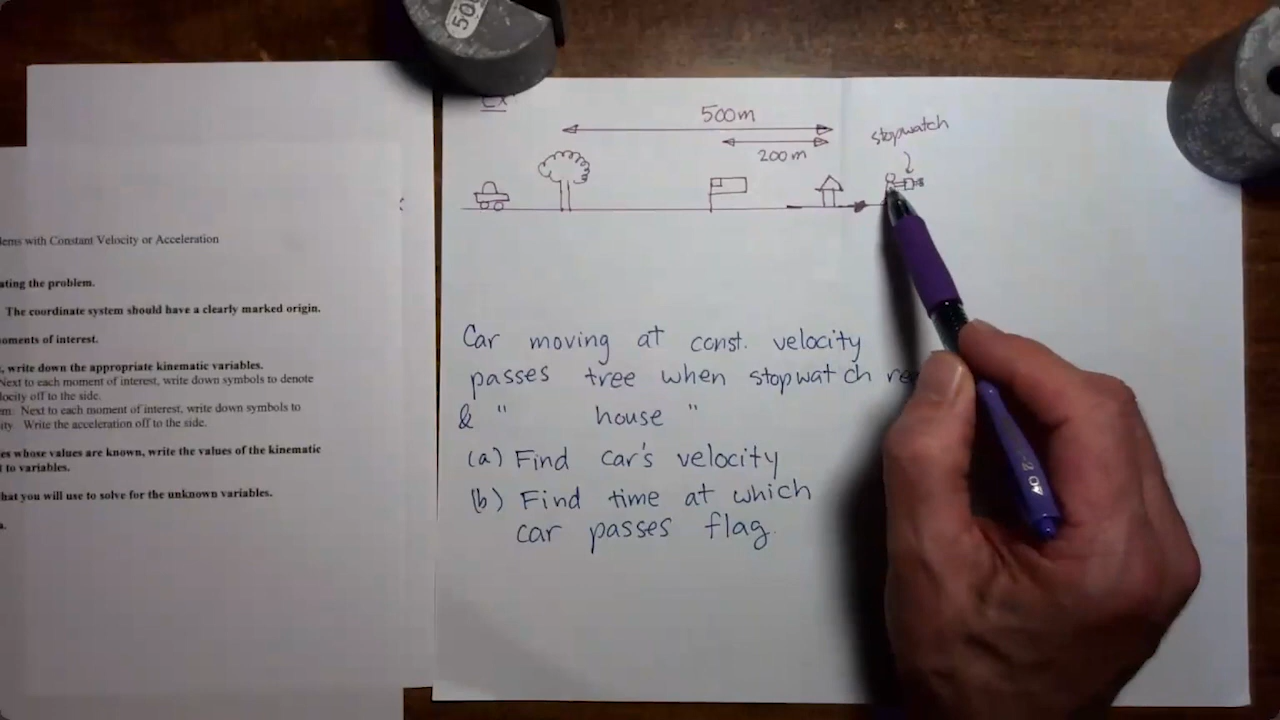 Ex
500m
stopwatch
200m
Car moving at const. velocity
passes tree when stopwatch
& " house "
(a) Find car's velocity
(b) Find time at which
car passes flag.
with Constant Velocity or Acceleration
ating the problem.
The coordinate system should have a clearly marked origin.
oments of interest.
, write down the appropriate kinematic variables.
Next to each moment of interest, write down symbols to denote
locity off to the side.
em: Next to each moment of interest, write down symbols to
ity. Write the acceleration off to the side.
es whose values are known, write the values of the kinematic
l to variables.
hat you will use to solve for the unknown variables.